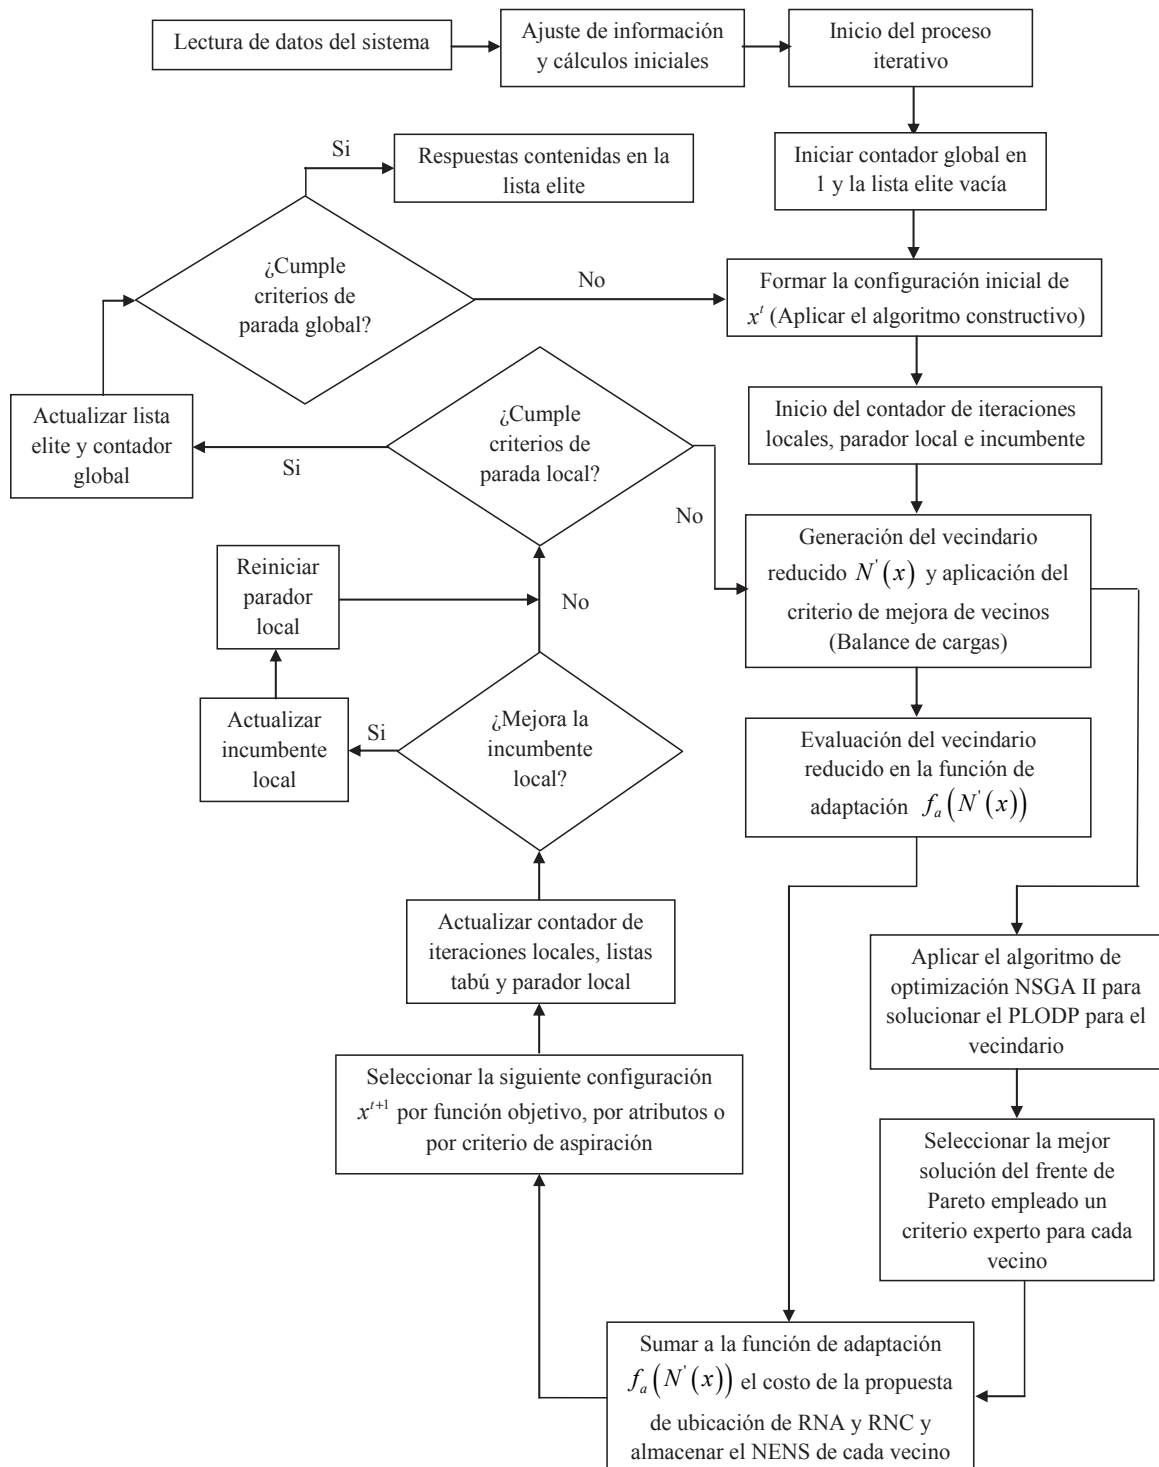 Lectura de datos del sistema
Ajuste de información
y cálculos iniciales
Inicio del proceso
iterativo
Iniciar contador global en
1 y la lista elite vacía
Si
Respuestas contenidas en la
lista elite
¿Cumple
criterios de
parada global?
No
Formar la configuración inicial de
x^t (Aplicar el algoritmo constructivo)
Inicio del contador de iteraciones
locales, parador local e incumbente
Actualizar lista
elite y contador
global
Si
¿Cumple
criterios de
parada local?
No
Generación del vecindario
reducido N'(x) y aplicación del
criterio de mejora de vecinos
(Balance de cargas)
Reiniciar
parador
local
No
Actualizar
incumbente
local
Si
¿Mejora la
incumbente
local?
Evaluación del vecindario
reducido en la función de
adaptación f_a(N'(x))
Actualizar contador de
iteraciones locales, listas
tabú y parador local
Aplicar el algoritmo de
optimización NSGA II para
solucionar el PLODP para el
vecindario
Seleccionar la siguiente configuración
x^{t+1} por función objetivo, por atributos o
por criterio de aspiración
Seleccionar la mejor
solución del frente de
Pareto empleado un
criterio experto para cada
vecino
Sumar a la función de adaptación
f_a(N'(x)) el costo de la propuesta
de ubicación de RNA y RNC y
almacenar el NENS de cada vecino